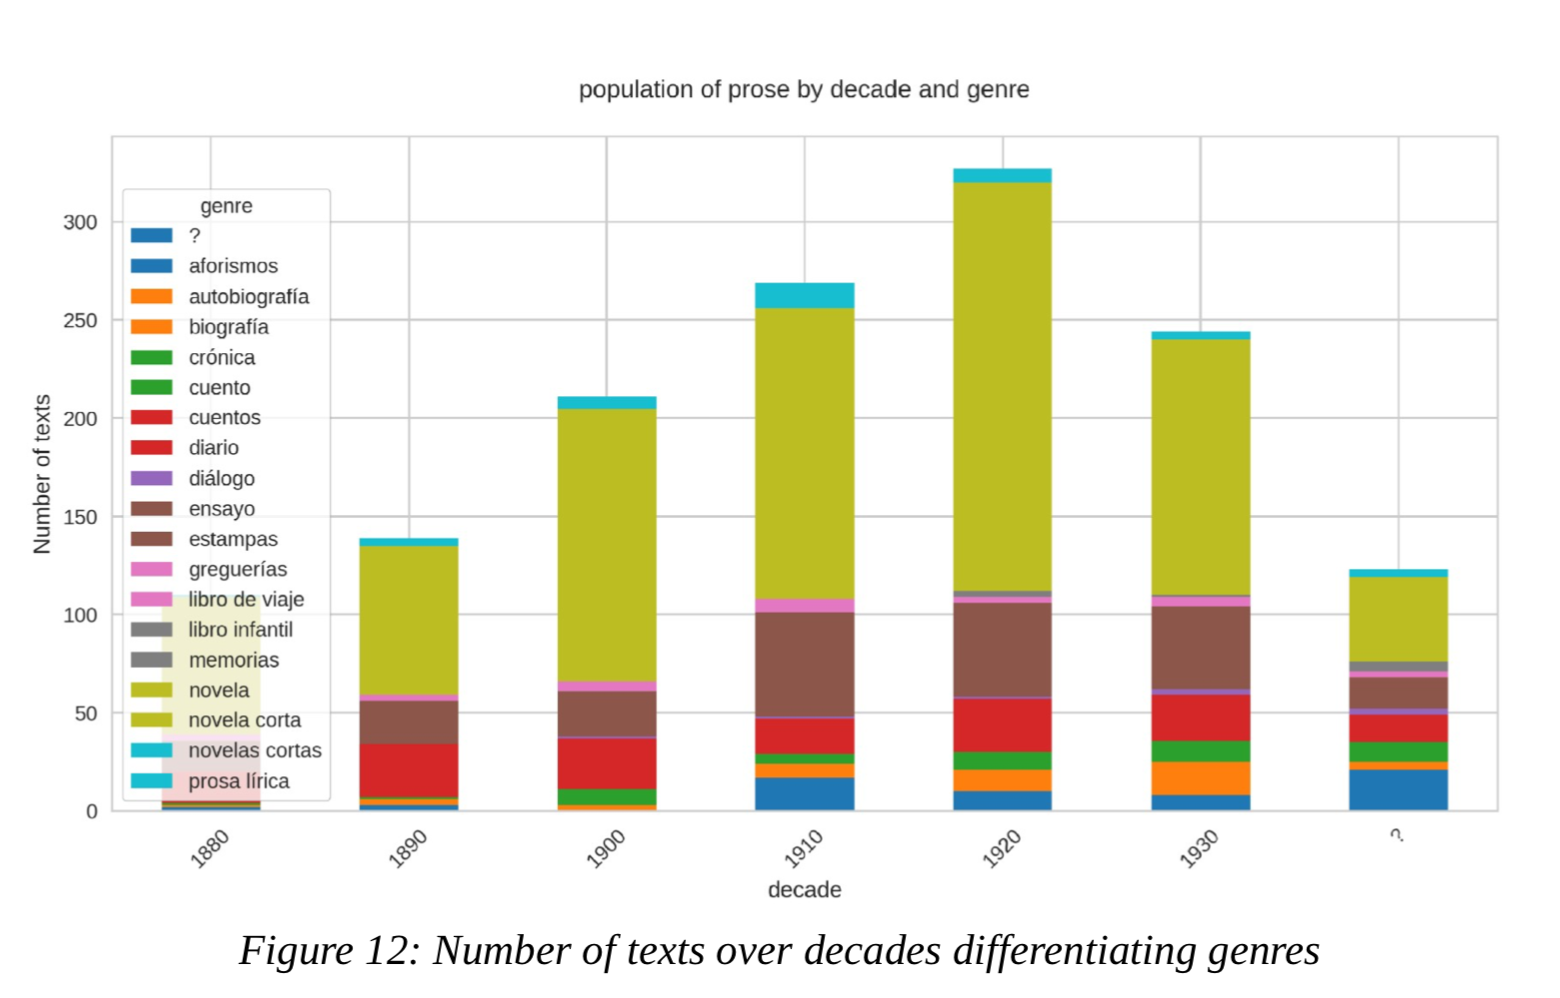 population of prose by decade and genre
Number of texts
300
250
200
150
100
50
0
genre
?
aforismos
autobiografía
biografía
crónica
cuento
cuentos
diario
diálogo
ensayo
estampas
greguerías
libro de viaje
libro infantil
memorias
novela
novela corta
novelas cortas
prosa lírica
1880
1890
1900
1910
1920
1930
?
decade
Figure 12: Number of texts over decades differentiating genres